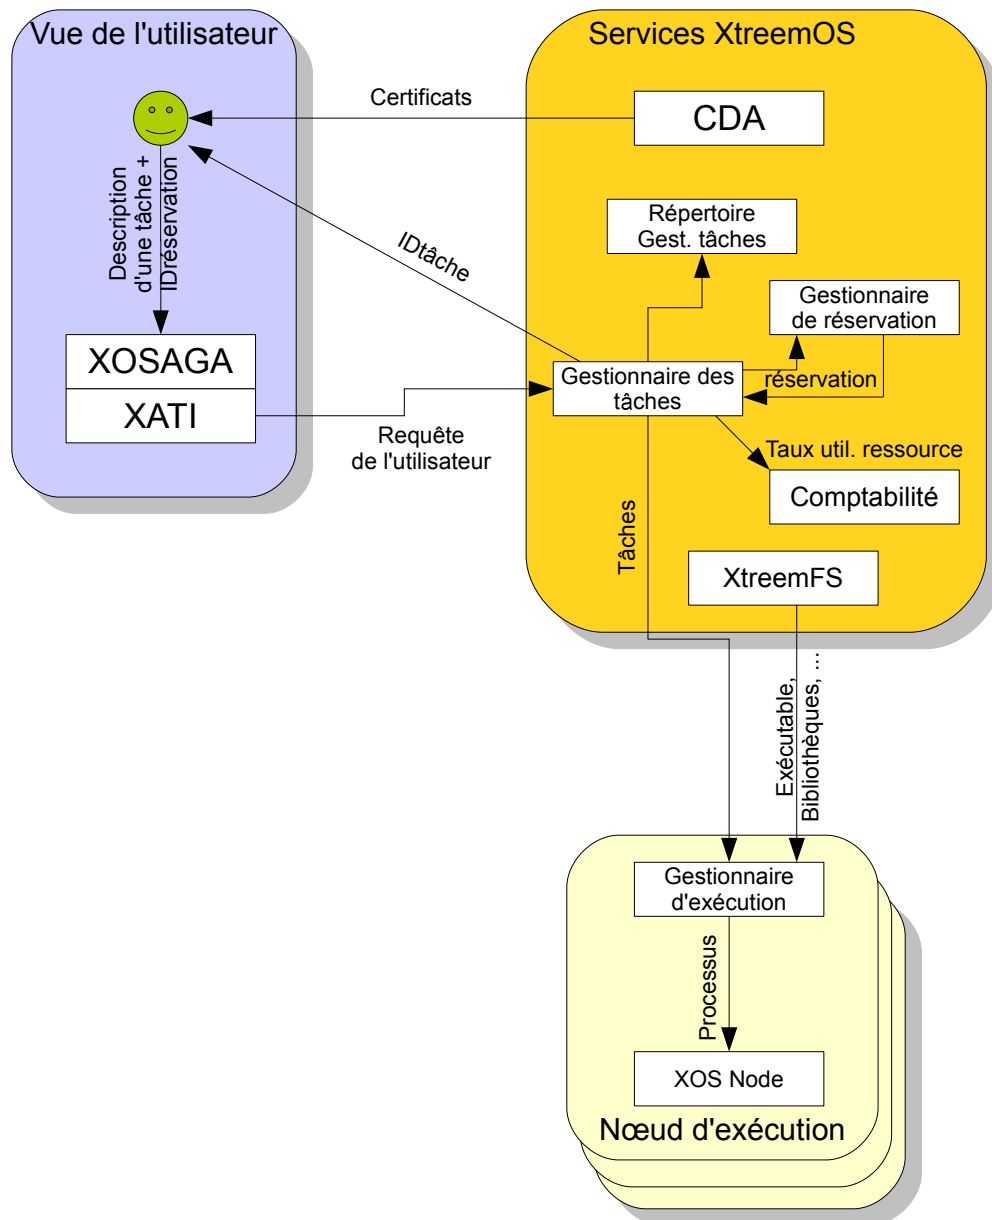 Vue de l'utilisateur
Services XtreemOS
Certificats
CDA
Description
d'une tâche +
IDréservation
IDtâche
Répertoire
Gest. tâches
Gestionnaire
de réservation
XOSAGA
XATI
Gestionnaire des
tâches
réservation
Requête
de l'utilisateur
Taux util. ressource
Comptabilité
Tâches
XtreemFS
Exécutable,
Bibliothèques, ...
Gestionnaire
d'exécution
Processus
XOS Node
Nœud d'exécution